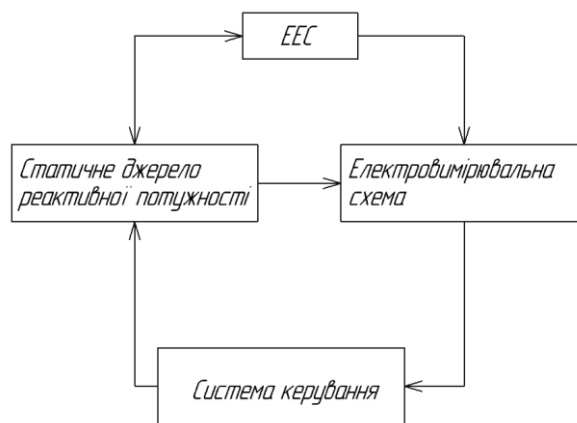 ЕЕС
Статичне джерело
реактивної потужності
Електровимірювальна
схема
Система керування